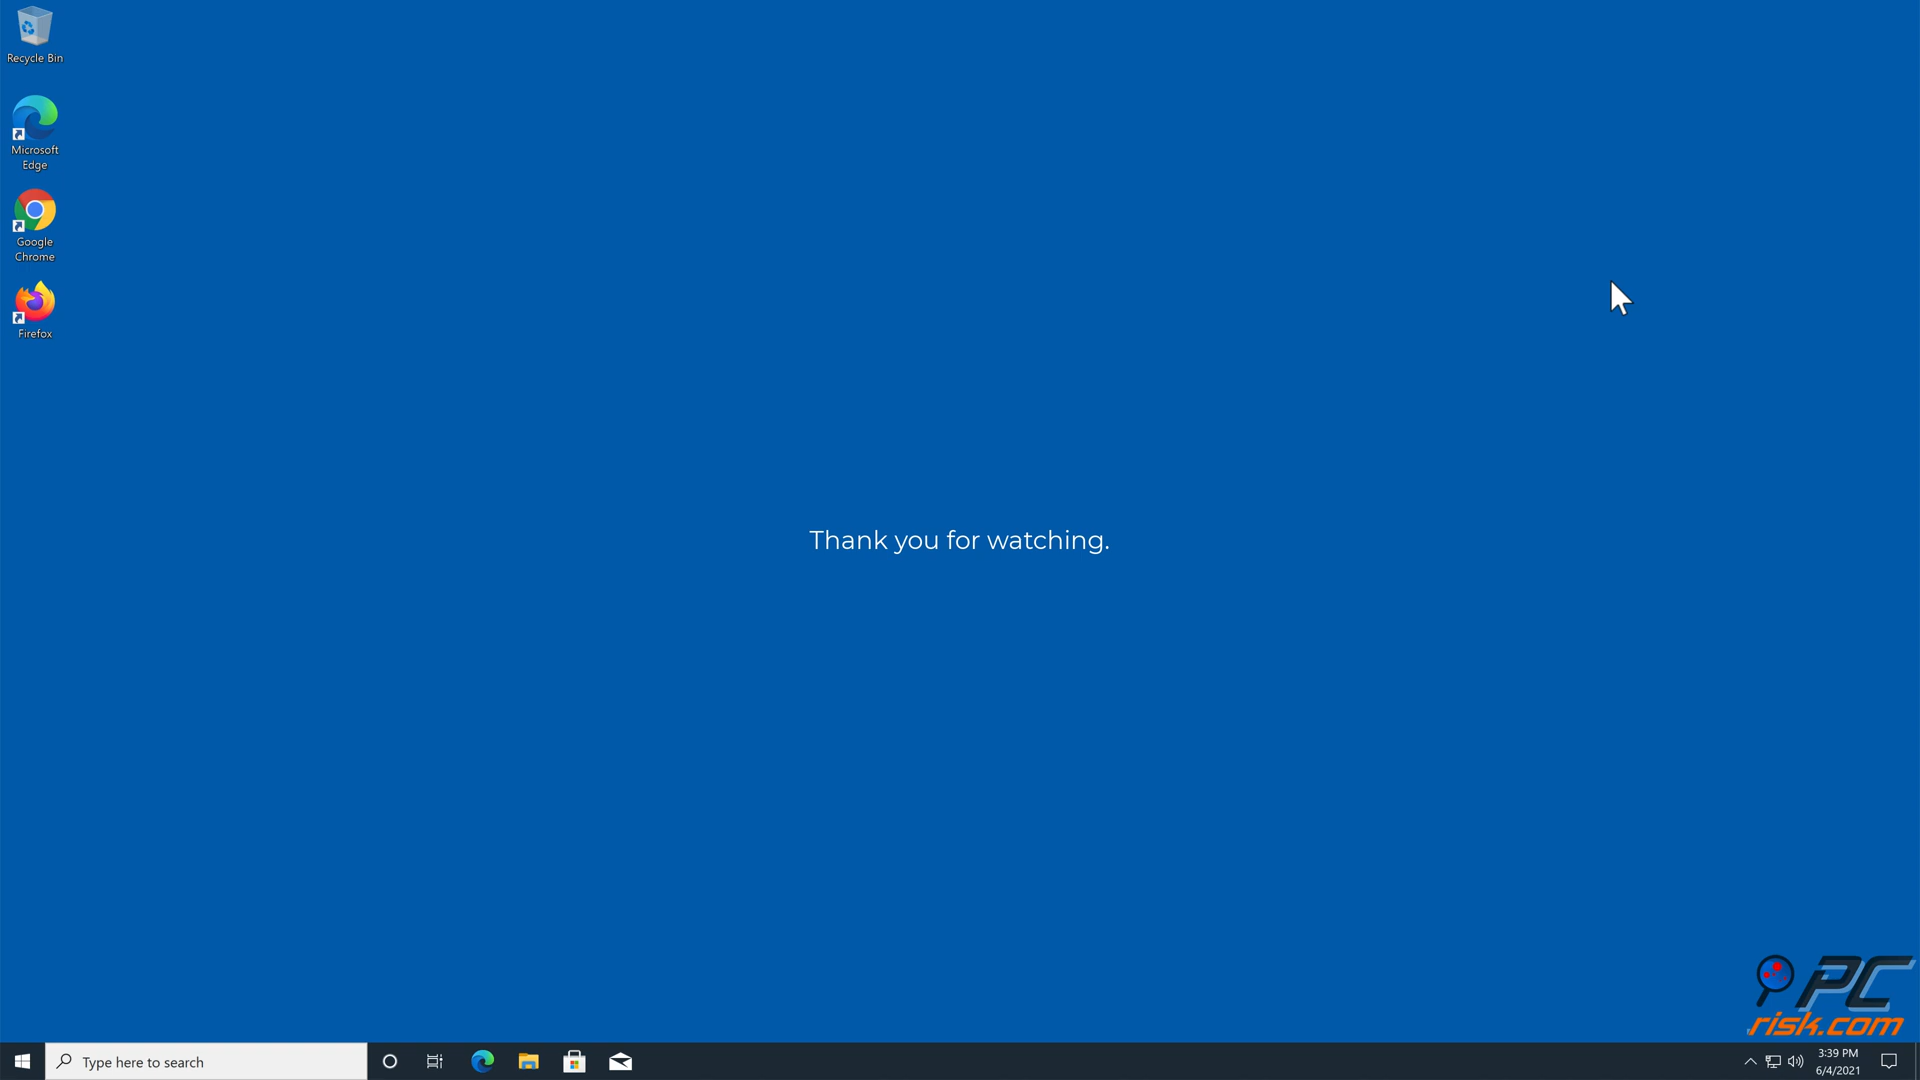 Recycle Bin
Microsoft
Edge
Google
Chrome
Firefox
Thank you for watching.
PC
risk.com
Type here to search
3:39 PM
6/4/2021